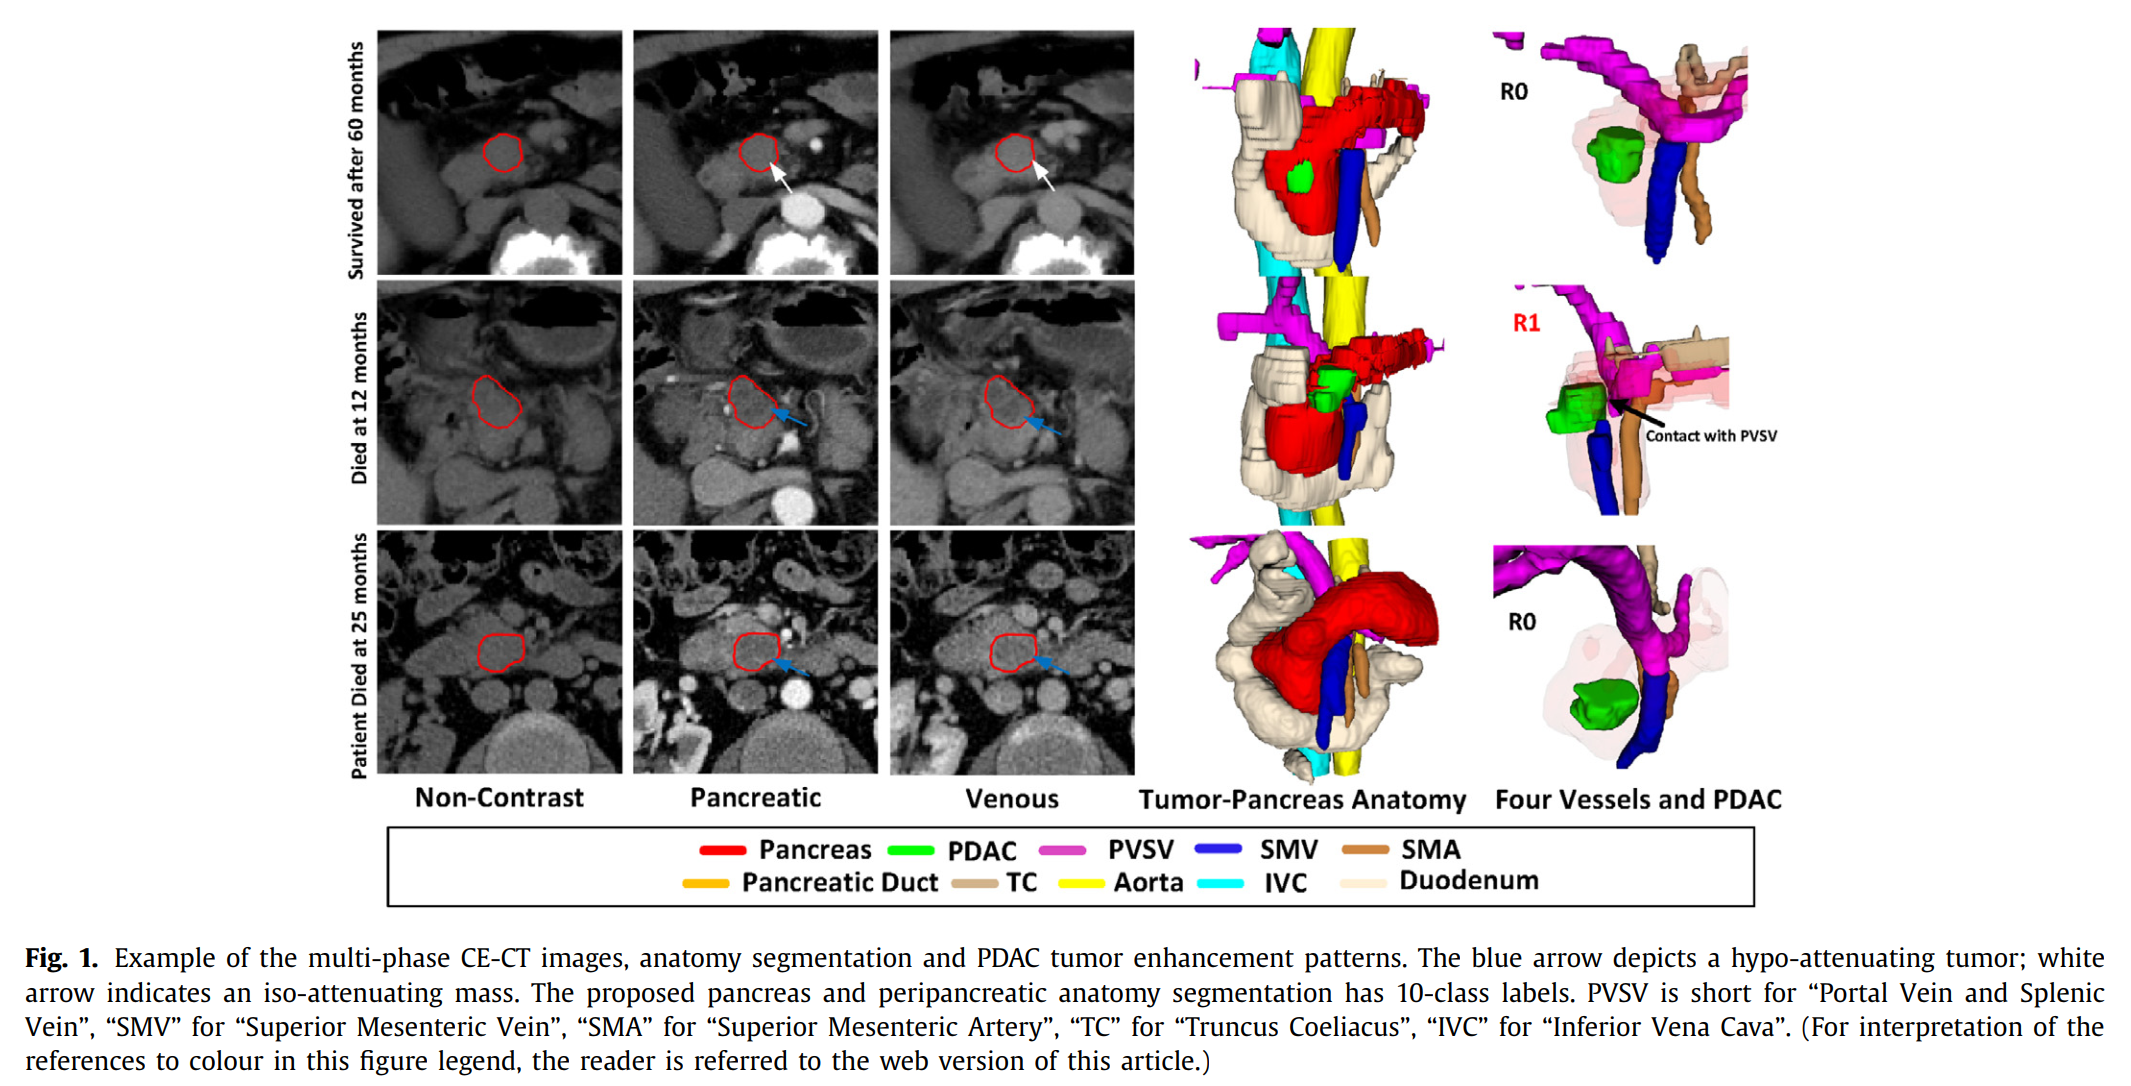 Survived after 60 months
R0
Died at 12 months
R1
Contact with PVSV
Patient Died at 25 months
R0
Non-Contrast
Pancreatic
Venous
Tumor-Pancreas Anatomy
Four Vessels and PDAC
Pancreas PDAC PVSV SMV SMA
Pancreatic Duct TC Aorta IVC Duodenum
Fig. 1. Example of the multi-phase CE-CT images, anatomy segmentation and PDAC tumor enhancement patterns. The blue arrow depicts a hypo-attenuating tumor; white
arrow indicates an iso-attenuating mass. The proposed pancreas and peripancreatic anatomy segmentation has 10-class labels. PVSV is short for “Portal Vein and Splenic
Vein”, “SMV” for “Superior Mesenteric Vein”, “SMA” for “Superior Mesenteric Artery”, “TC” for “Truncus Coeliacus”, “IVC” for “Inferior Vena Cava”. (For interpretation of the
references to colour in this figure legend, the reader is referred to the web version of this article.)